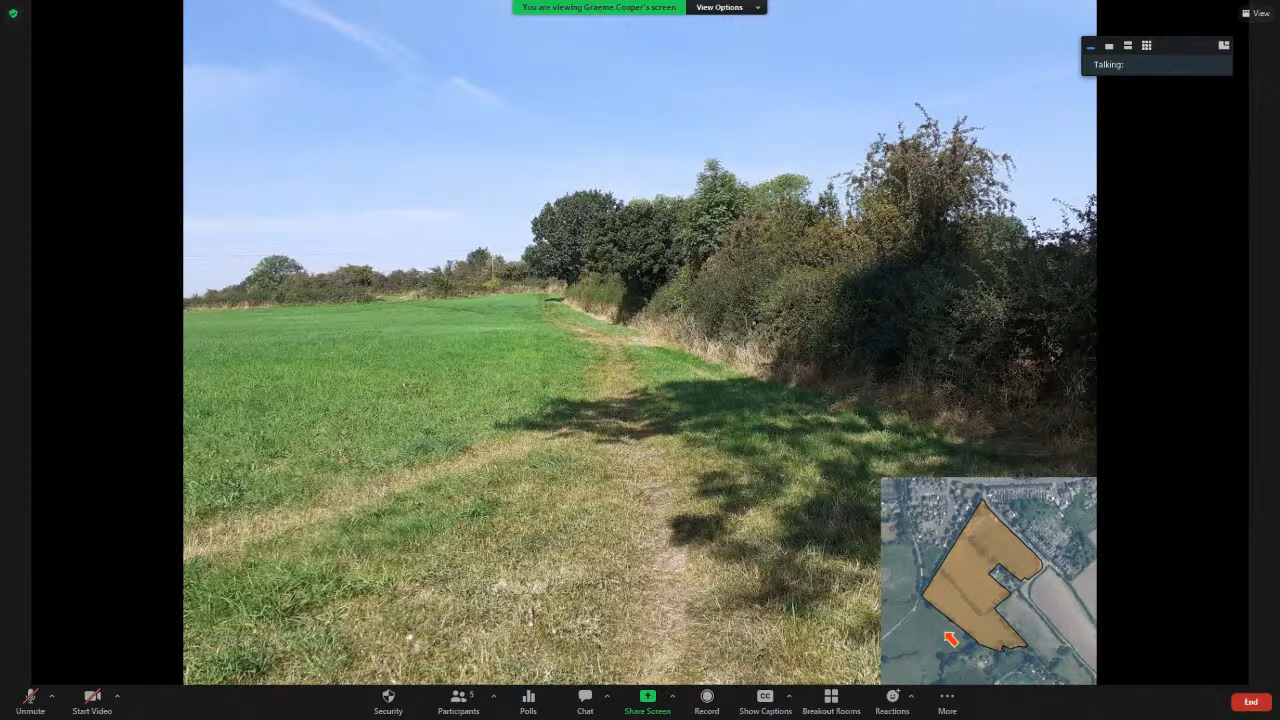 You are viewing Graeme Cooper's screen
View Options
View
Talking:
Unmute
Start Video
Security
Participants
5
Polls
Chat
Share Screen
Record
CC
Show Captions
Breakout Rooms
Reactions
More
End